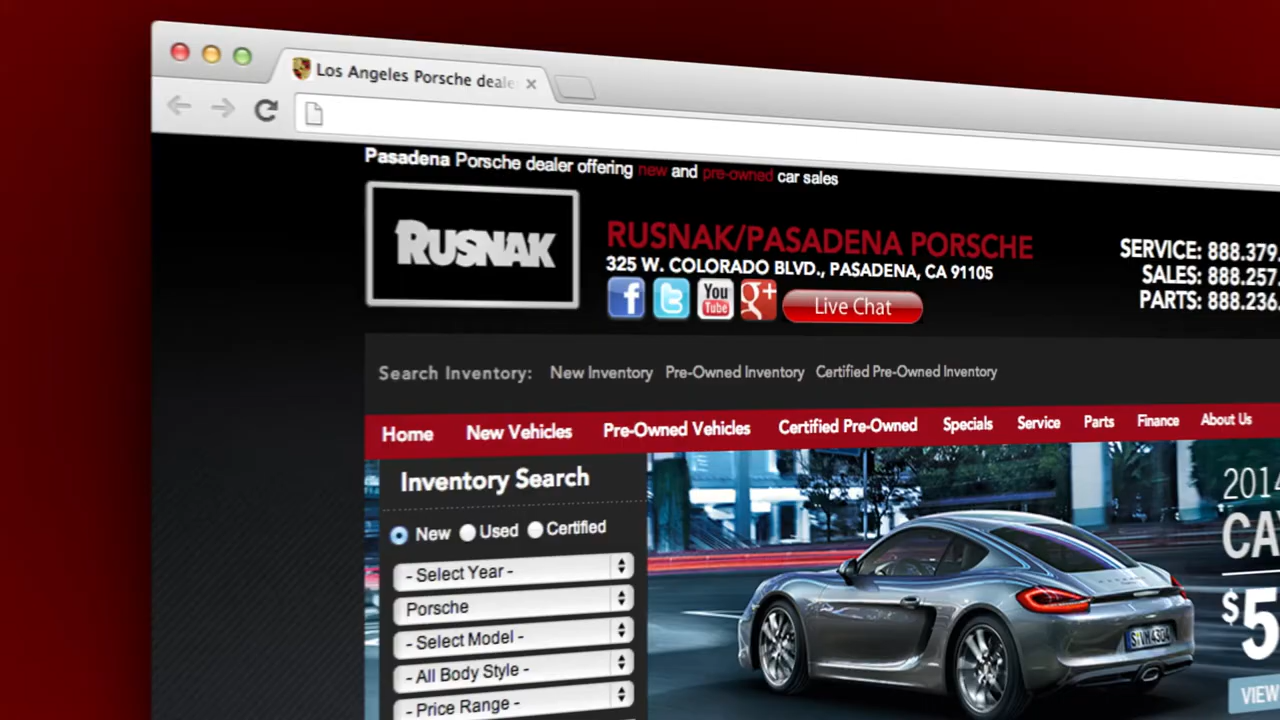 Los Angeles Porsche deale
Pasadena Porsche dealer offering new and pre-owned car sales
RUSNAK
RUSNAK/PASADENA PORSCHE
325 W. COLORADO BLVD., PASADENA, CA 91105
f t You Tube g+ Live Chat
SERVICE: 888.379.
SALES: 888.257.
PARTS: 888.236.
Search Inventory: New Inventory Pre-Owned Inventory Certified Pre-Owned Inventory
Home New Vehicles Pre-Owned Vehicles Certified Pre-Owned Specials Service Parts Finance About Us
Inventory Search
New Used Certified
- Select Year -
Porsche
- Select Model -
- All Body Style -
- Price Range -
2014
CA
$5
VIEW
S:VM 4304